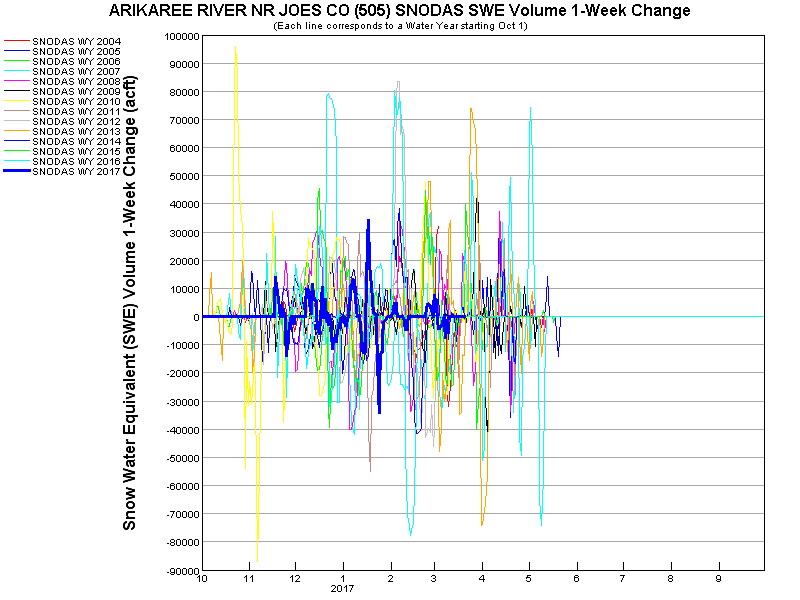 ARIKAREE RIVER NR JOES CO (505) SNODAS SWE Volume 1-Week Change
(Each line corresponds to a Water Year starting Oct 1)
SNODAS WY 2004
SNODAS WY 2005
SNODAS WY 2006
SNODAS WY 2007
SNODAS WY 2008
SNODAS WY 2009
SNODAS WY 2010
SNODAS WY 2011
SNODAS WY 2012
SNODAS WY 2013
SNODAS WY 2014
SNODAS WY 2015
SNODAS WY 2016
SNODAS WY 2017
Snow Water Equivalent (SWE) Volume 1-Week Change (acft)
100000
90000
80000
70000
60000
50000
40000
30000
20000
10000
0
-10000
-20000
-30000
-40000
-50000
-60000
-70000
-80000
-90000
10 11 12 1 2 3 4 5 6 7 8 9
2017